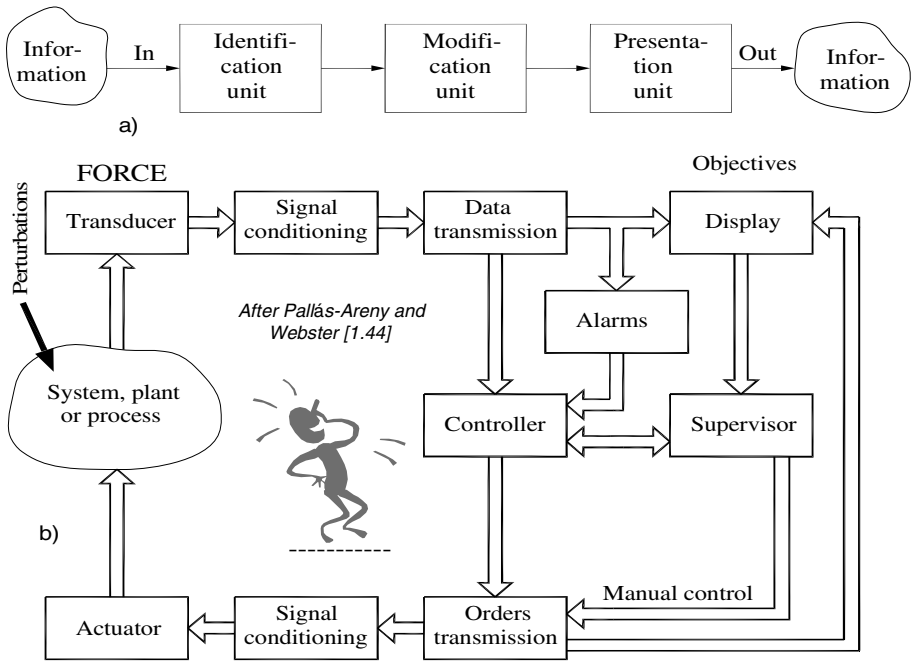 Infor-
mation
In
Identifi-
cation
unit
Modifi-
cation
unit
Presenta-
tion
unit
Out
Infor-
mation
a)
Perturbations
FORCE
Transducer
Signal
conditioning
Data
transmission
Objectives
Display
After Pallás-Areny and
Webster [1.44]
Alarms
System, plant
or process
Controller
Supervisor
b)
Manual control
Actuator
Signal
conditioning
Orders
transmission